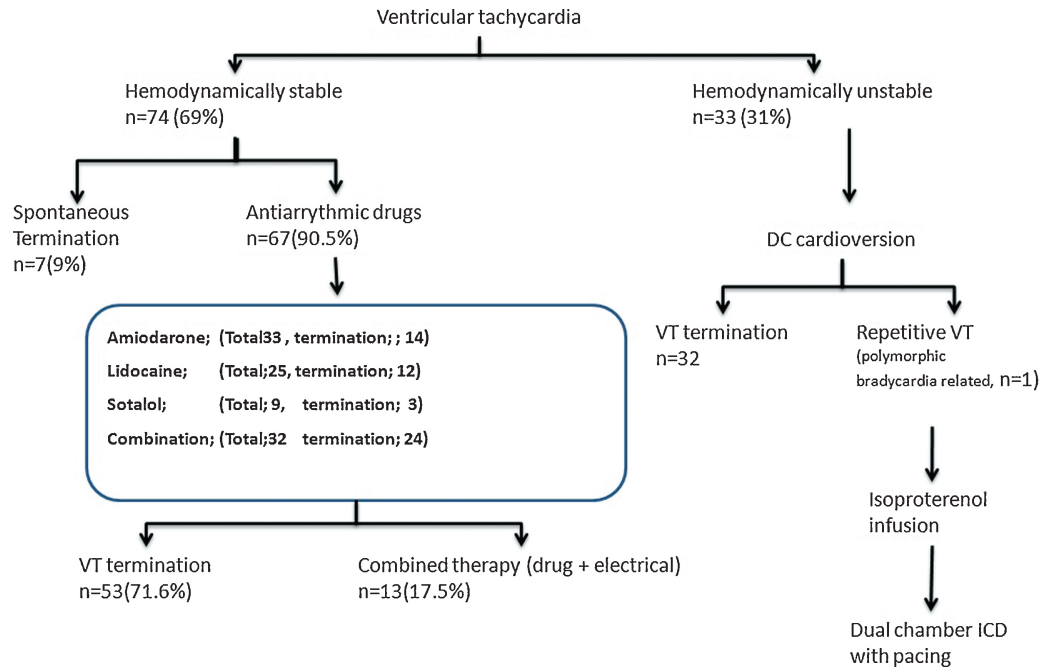 Ventricular tachycardia
Hemodynamically stable
n=74 (69%)
Hemodynamically unstable
n=33 (31%)
Spontaneous
Termination
n=7(9%)
Antiarrythmic drugs
n=67(90.5%)
DC cardioversion
Amiodarone; (Total33 , termination; ; 14)
Lidocaine; (Total;25, termination; 12)
Sotalol; (Total; 9, termination; 3)
Combination; (Total;32 termination; 24)
VT termination
n=32
Repetitive VT
(polymorphic
bradycardia related, n=1)
Isoproterenol
infusion
VT termination
n=53(71.6%)
Combined therapy (drug + electrical)
n=13(17.5%)
Dual chamber ICD
with pacing